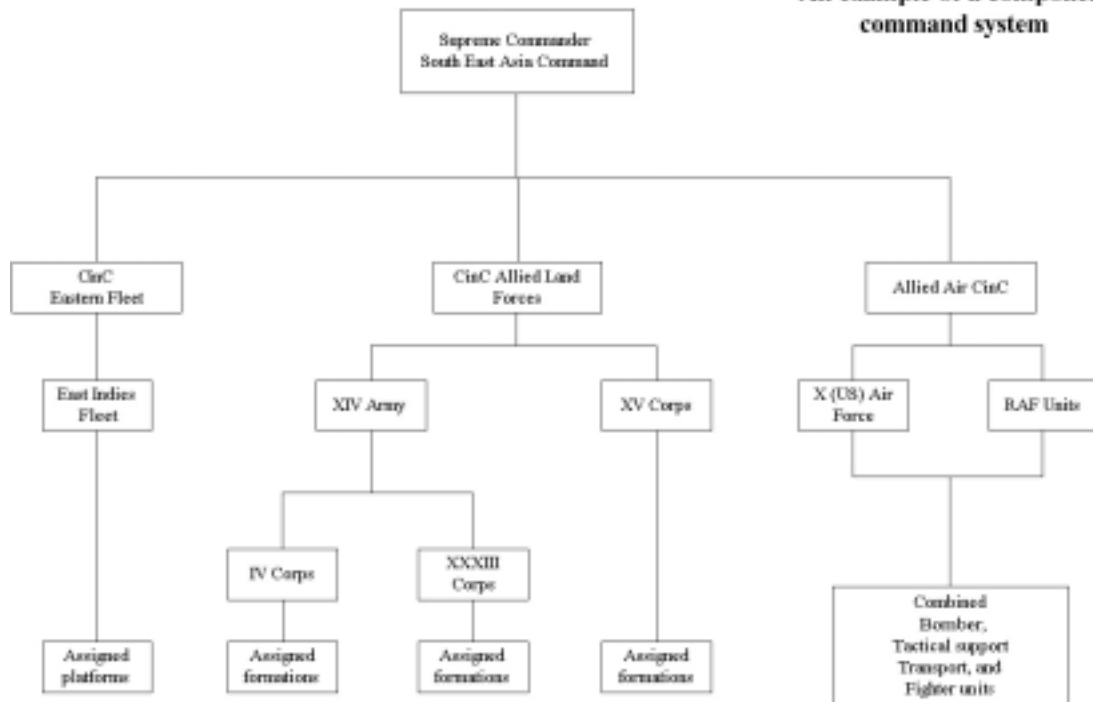 command system
Supreme Commander
South East Asia Command
CinC
Eastern Fleet
CinC Allied Land
Forces
Allied Air CinC
East Indies
Fleet
XIV Army
XV Corps
X (US) Air
Force
RAF Units
IV Corps
XXXIII
Corps
Assigned
platforms
Assigned
formations
Assigned
formations
Assigned
formations
Combined
Bomber,
Tactical support
Transport, and
Fighter units